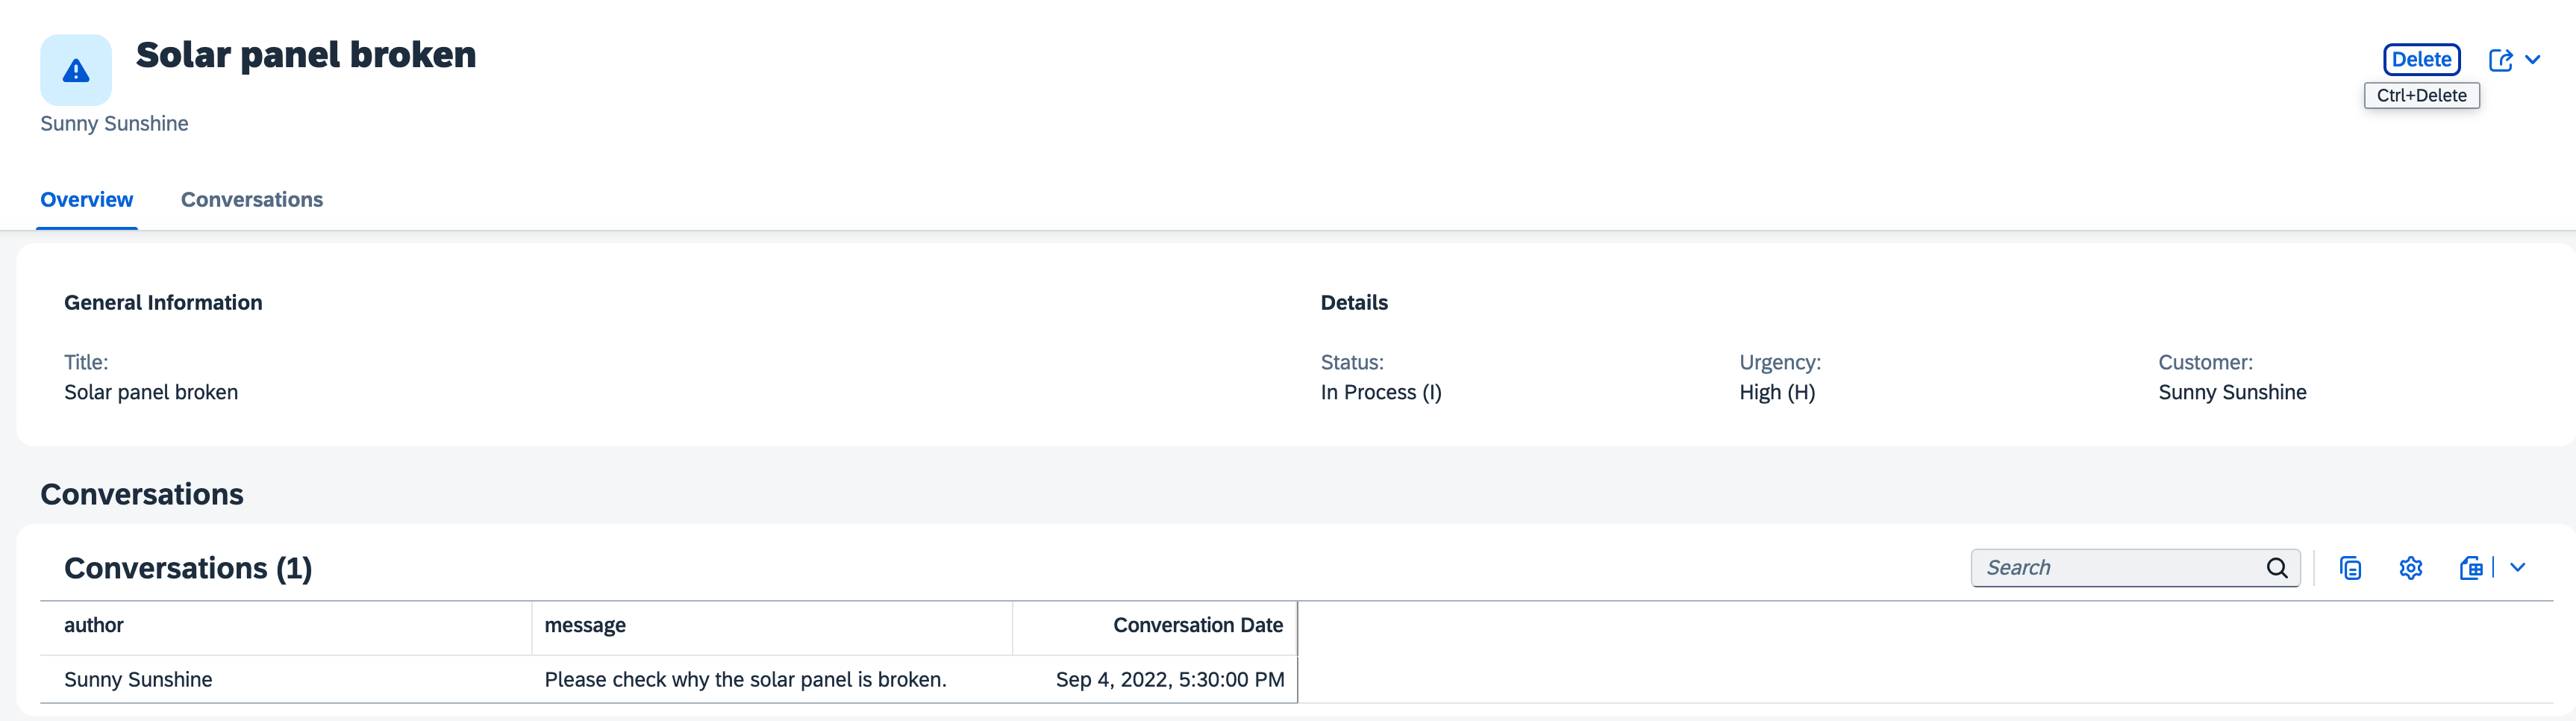 Solar panel broken
Delete
Ctrl+Delete
Sunny Sunshine
Overview Conversations
General Information
Title:
Solar panel broken
Details
Status:
In Process (I)
Urgency:
High (H)
Customer:
Sunny Sunshine
Conversations
Conversations (1)
Search
author message Conversation Date
Sunny Sunshine Please check why the solar panel is broken. Sep 4, 2022, 5:30:00 PM